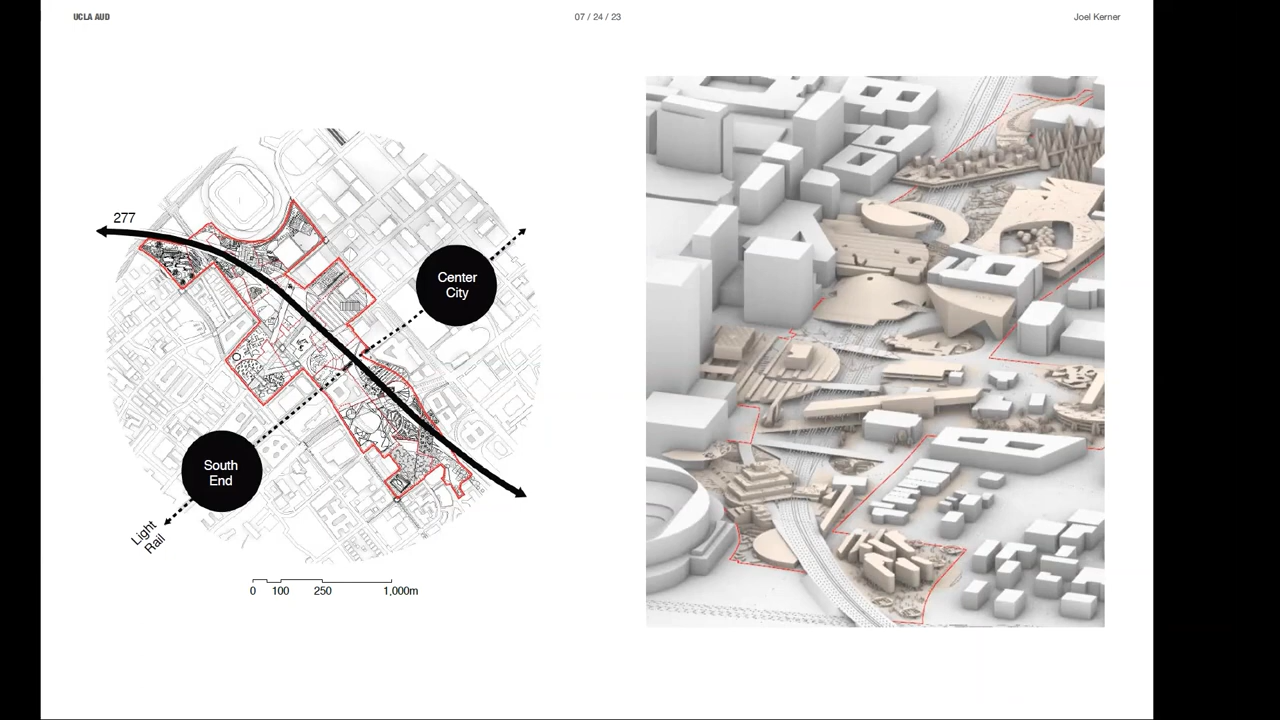 UCLA AUD
07 / 24 / 23
Joel Kerner
277
Center
City
South
End
Light
Rail
0 100 250 1,000m